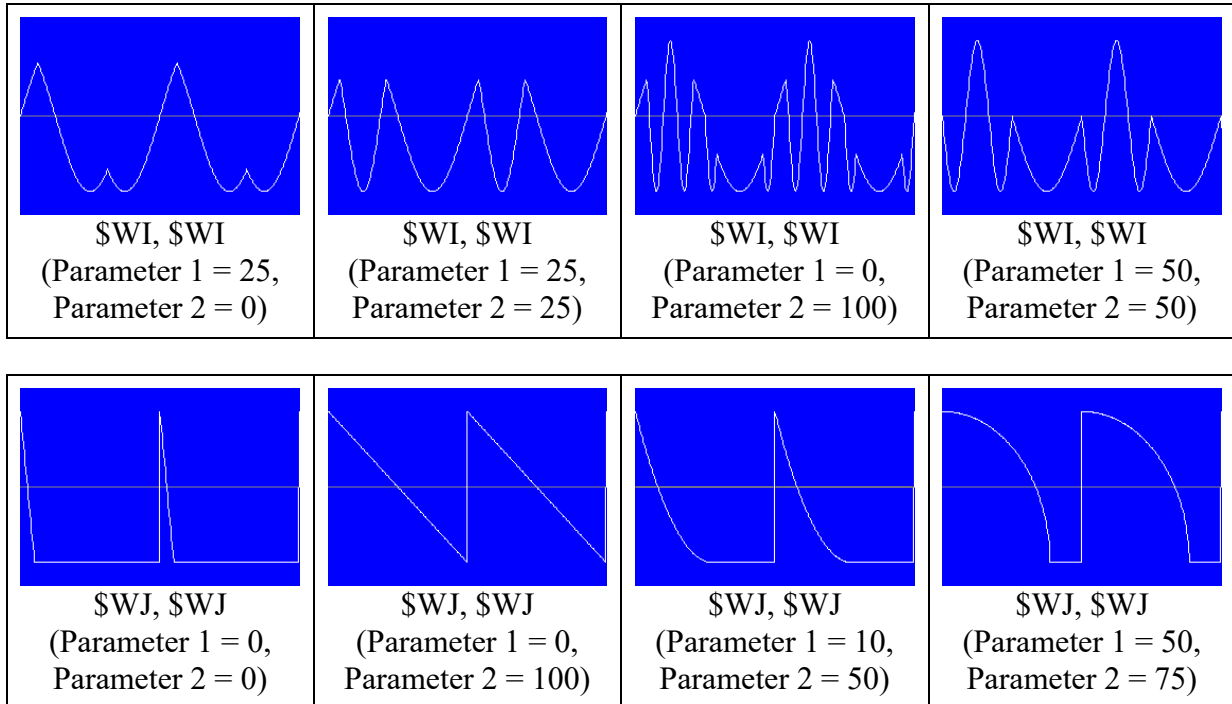 $WI, $WI
(Parameter 1 = 25,
Parameter 2 = 0)
$WI, $WI
(Parameter 1 = 25,
Parameter 2 = 25)
$WI, $WI
(Parameter 1 = 0,
Parameter 2 = 100)
$WI, $WI
(Parameter 1 = 50,
Parameter 2 = 50)
$WJ, $WJ
(Parameter 1 = 0,
Parameter 2 = 0)
$WJ, $WJ
(Parameter 1 = 0,
Parameter 2 = 100)
$WJ, $WJ
(Parameter 1 = 10,
Parameter 2 = 50)
$WJ, $WJ
(Parameter 1 = 50,
Parameter 2 = 75)